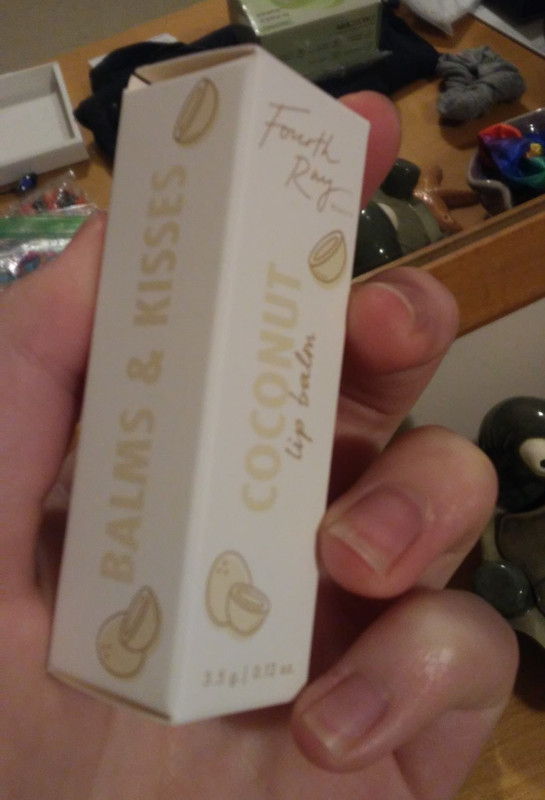 BALMS & KISSES
Fourth
Ray
COCONUT
lip balm
3.5 g | 0.12 oz.